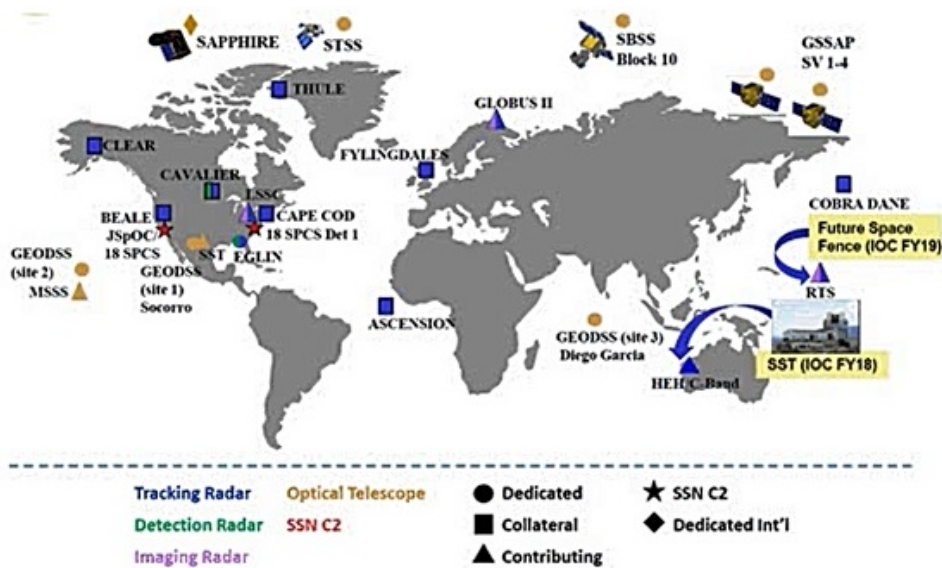 SAPPHIRE
STSS
SBSS
Block 10
GSSAP
SV 1-4
THULE
GLOBUS II
CLEAR
FYLINGDALES
CAVALIER
LSSC
COBRA DANE
BEALE
JSpOC/
18 SPCS
CAPE COD
18 SPCS Det 1
Future Space
Fence (IOC FY19)
GEODSS
(site 2)
MSSS
SST
EGLIN
GEODSS
(site 1)
Socorro
RTS
ASCENSION
GEODSS (site 3)
Diego Garcia
SST (IOC FY18)
HEH C-Band
Tracking Radar
Optical Telescope
Dedicated
SSN C2
Detection Radar
SSN C2
Collateral
Dedicated Int'l
Imaging Radar
Contributing